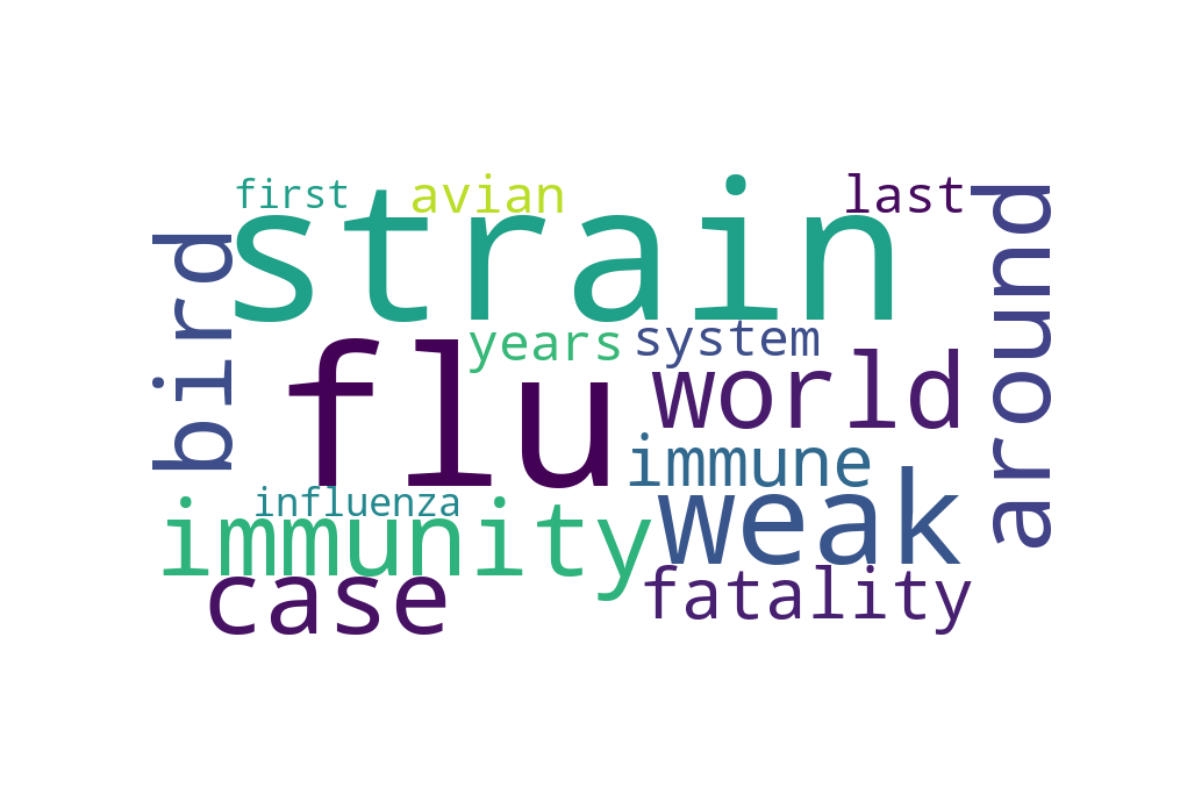 first
avian
last
strain
bird
around
years
system
flu
world
immune
influenza
immunity
weak
case
fatality